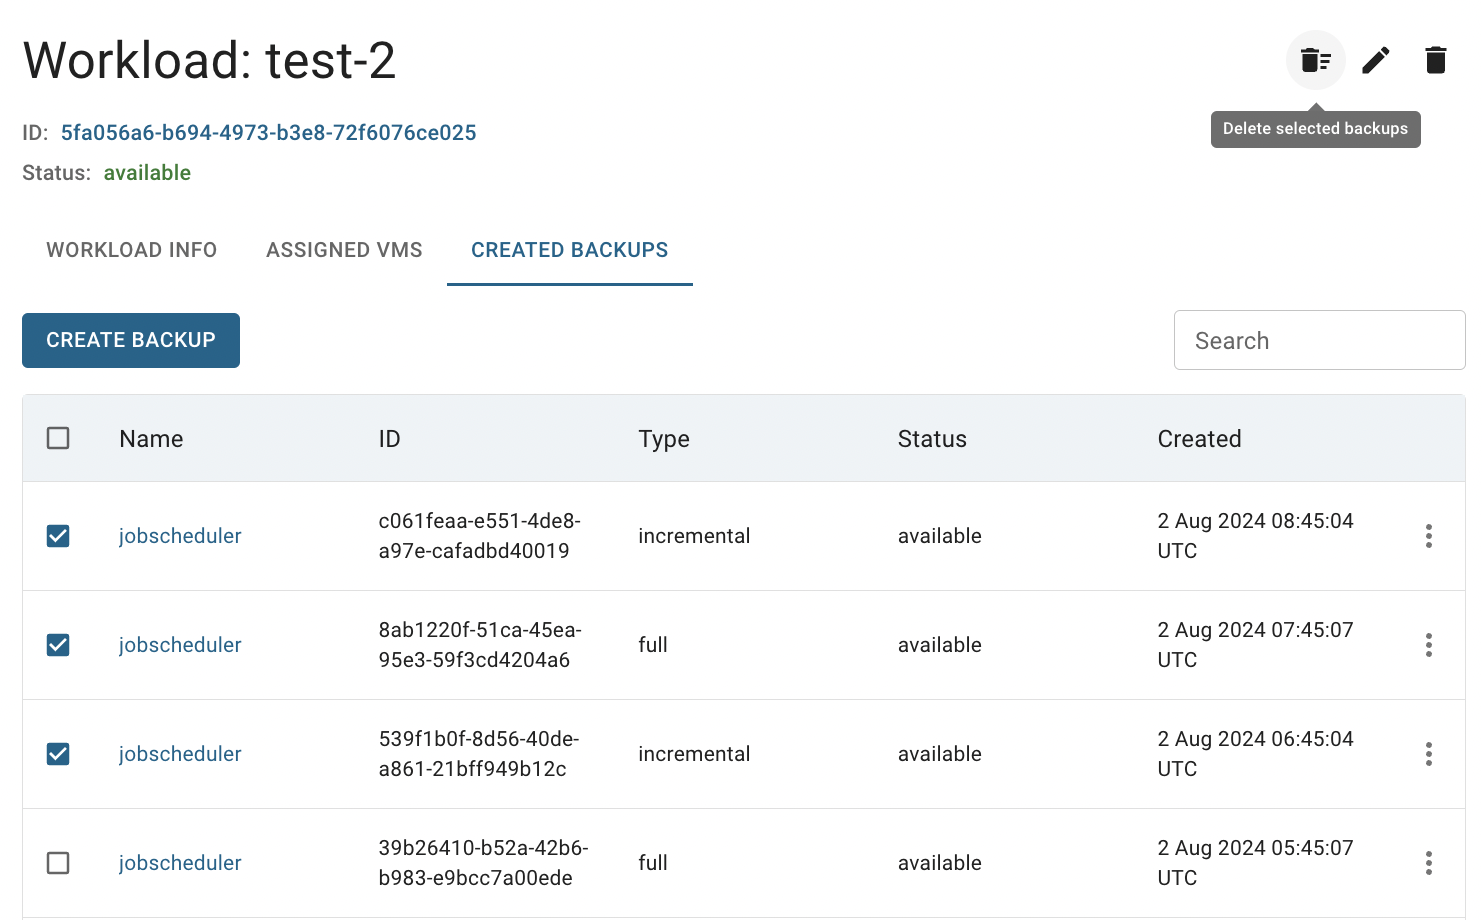 Workload: test-2
Delete selected backups
ID: 5fa056a6-b694-4973-b3e8-72f6076ce025
Status: available
WORKLOAD INFO ASSIGNED VMS CREATED BACKUPS
CREATE BACKUP Search
Name ID Type Status Created
c061feaa-e551-4de8- 2 Aug 2024 08:45:04
jobscheduler incremental available
a97e-cafadbd40019 UTC
8ab1220f-51ca-45ea- 2 Aug 2024 07:45:07
jobscheduler full available
95e3-59f3cd4204a6 UTC
539f1b0f-8d56-40de- 2 Aug 2024 06:45:04
jobscheduler incremental available
a861-21bff949b12c UTC
39b26410-b52a-42b6- 2 Aug 2024 05:45:07
jobscheduler full available
b983-e9bcc7a00ede UTC